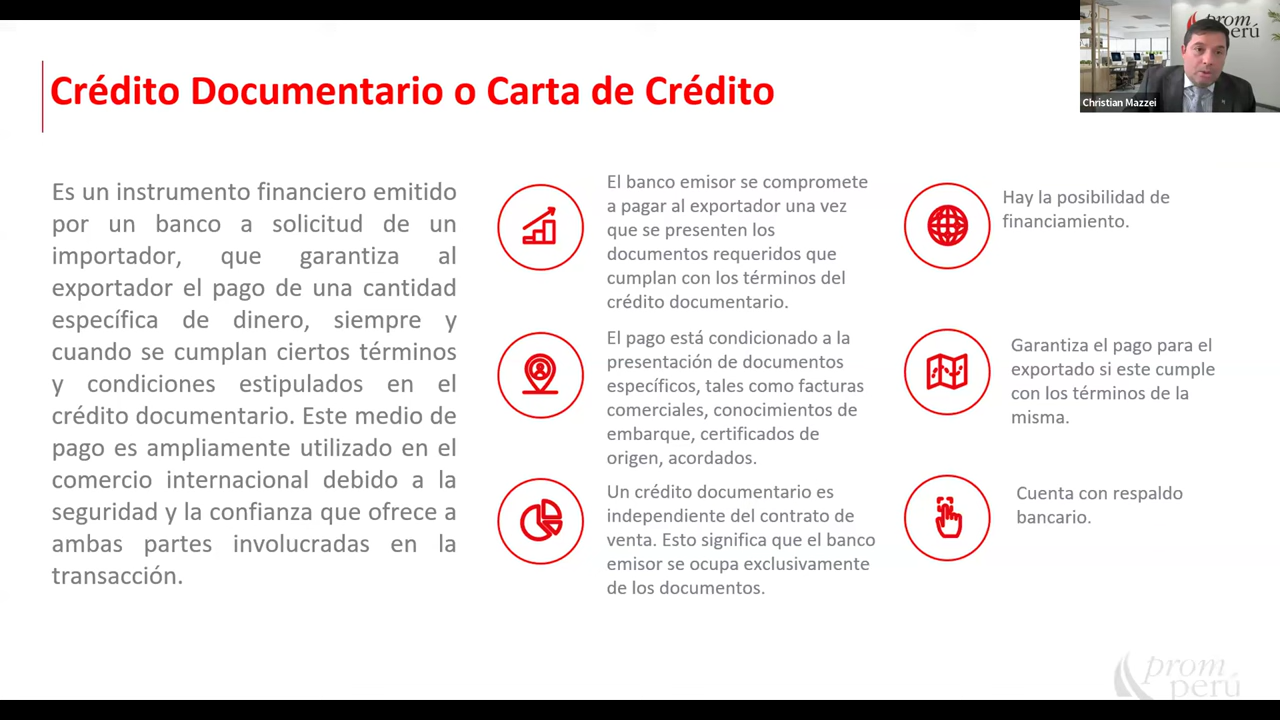 Crédito Documentario o Carta de Crédito
prom
perú
Christian Mazzei
Es un instrumento financiero emitido
por un banco a solicitud de un
importador, que garantiza al
exportador el pago de una cantidad
específica de dinero, siempre y
cuando se cumplan ciertos términos
y condiciones estipulados en el
crédito documentario. Este medio de
pago es ampliamente utilizado en el
comercio internacional debido a la
seguridad y la confianza que ofrece a
ambas partes involucradas en la
transacción.
El banco emisor se compromete
a pagar al exportador una vez
que se presenten los
documentos requeridos que
cumplan con los términos del
crédito documentario.
El pago está condicionado a la
presentación de documentos
específicos, tales como facturas
comerciales, conocimientos de
embarque, certificados de
origen, acordados.
Un crédito documentario es
independiente del contrato de
venta. Esto significa que el banco
emisor se ocupa exclusivamente
de los documentos.
Hay la posibilidad de
financiamiento.
Garantiza el pago para el
exportado si este cumple
con los términos de la
misma.
Cuenta con respaldo
bancario.
prom
perú